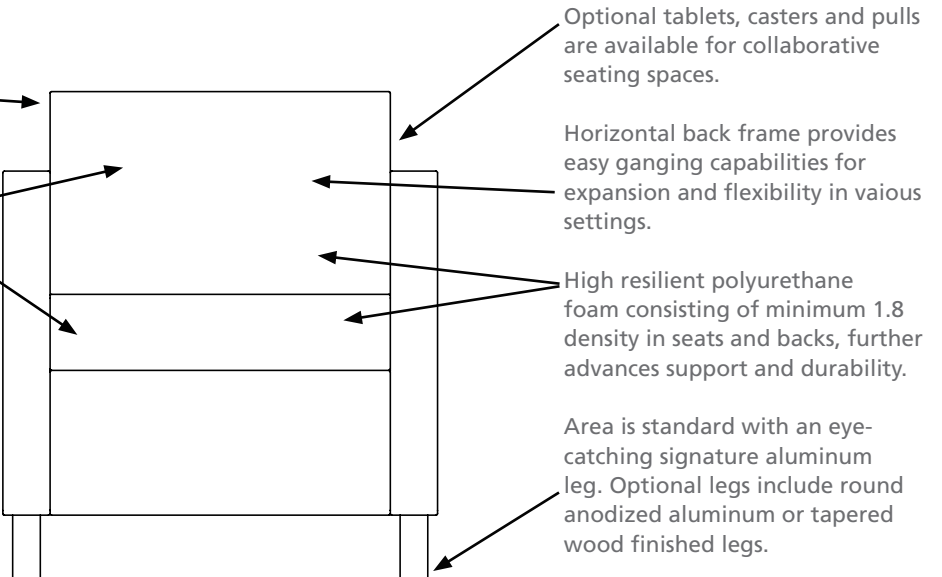 Optional tablets, casters and pulls
are available for collaborative
seating spaces.
Horizontal back frame provides
easy ganging capabilities for
expansion and flexibility in vaious
settings.
High resilient polyurethane
foam consisting of minimum 1.8
density in seats and backs, further
advances support and durability.
Area is standard with an eye-
catching signature aluminum
leg. Optional legs include round
anodized aluminum or tapered
wood finished legs.